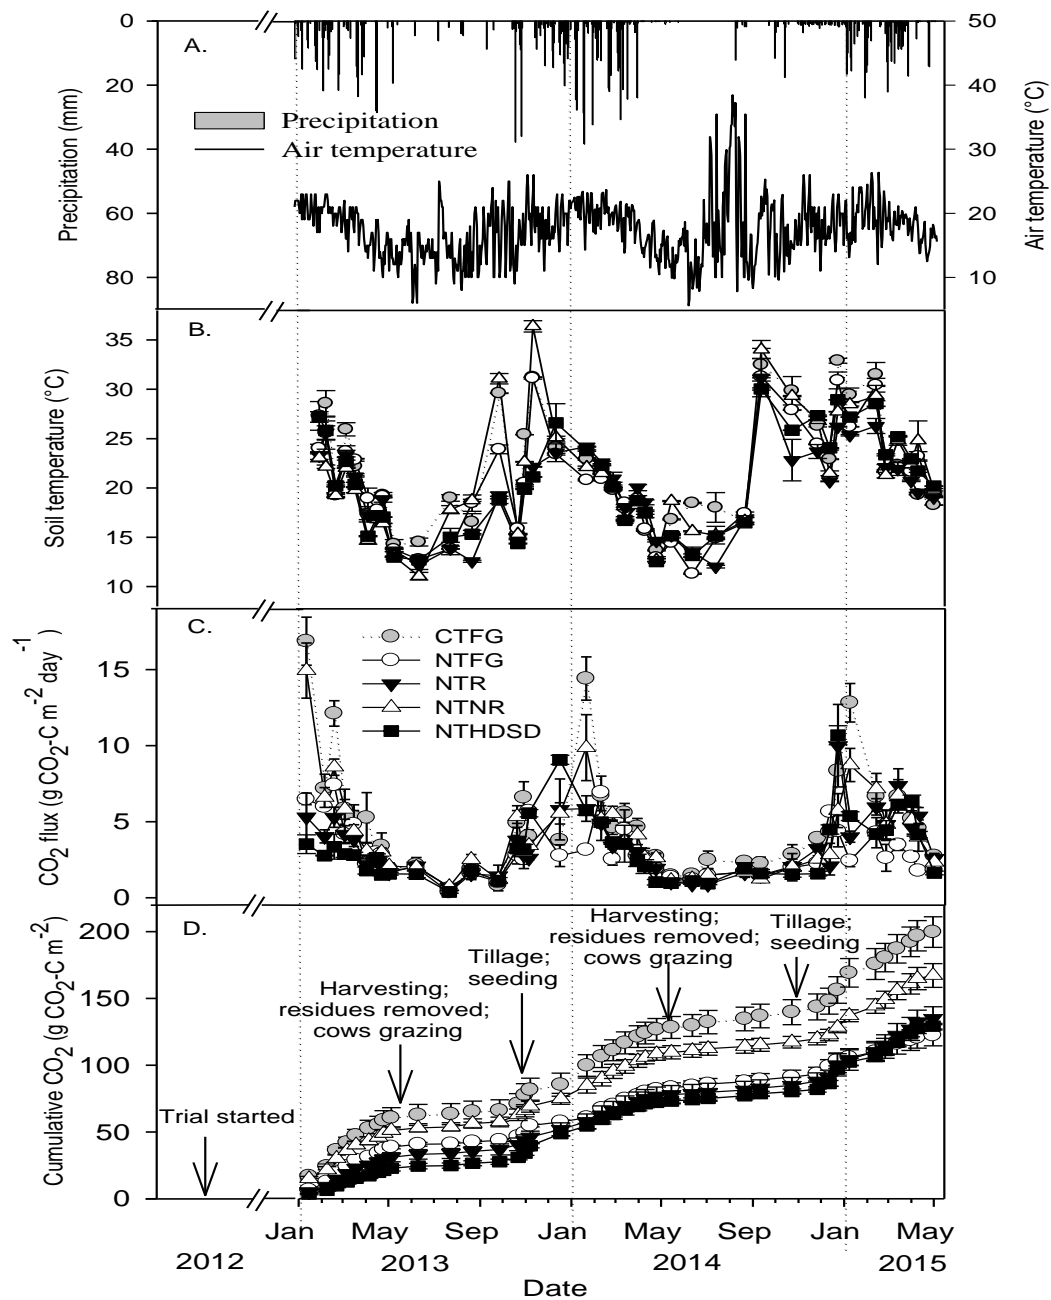 0
20
40
60
80
Precipitation (mm)
A.
Precipitation
Air temperature
50
40
30
20
10
Air temperature (°C)
35
30
25
20
15
10
Soil temperature (°C)
B.
15
10
5
0
CO2 flux (g CO2-C m-2 day-1)
C.
CTFG
NTFG
NTR
NTNR
NTHDSD
200
150
100
50
0
Cumulative CO2 (g CO2-C m-2)
D.
Trial started
Harvesting;
residues removed;
cows grazing
Tillage;
seeding
Harvesting;
residues removed;
cows grazing
Tillage;
seeding
Jan May Sep Jan May Sep Jan May
2012 2013 2014 2015
Date